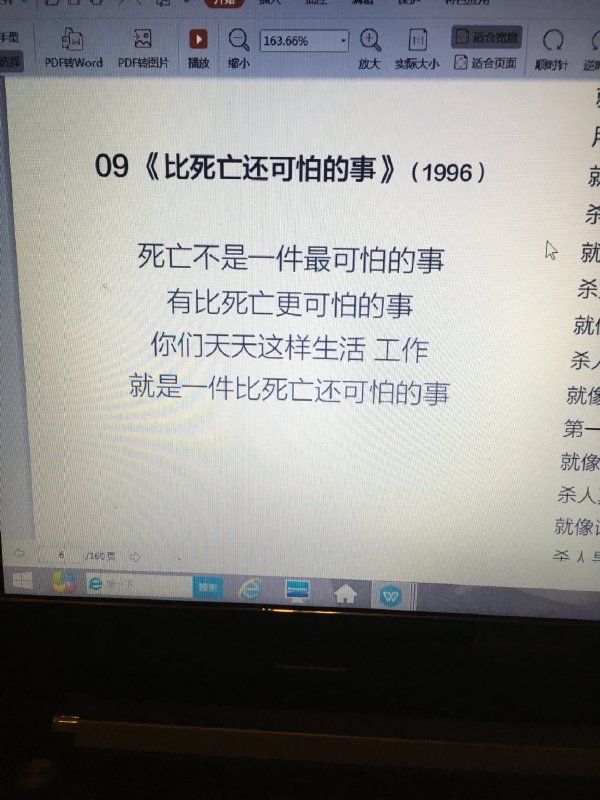 开始
手型
PDF转Word
PDF转图片
播放
缩小
163.66%
放大
实际大小
适合宽度
适合页面
顺时针
选择
09《比死亡还可怕的事》(1996)
死亡不是一件最可怕的事
有比死亡更可怕的事
你们天天这样生活 工作
就是一件比死亡还可怕的事
就
杀
就
杀
就像
杀人
就像
第一
就像
杀人
就像
杀人
6 /160页
搜一下
搜索